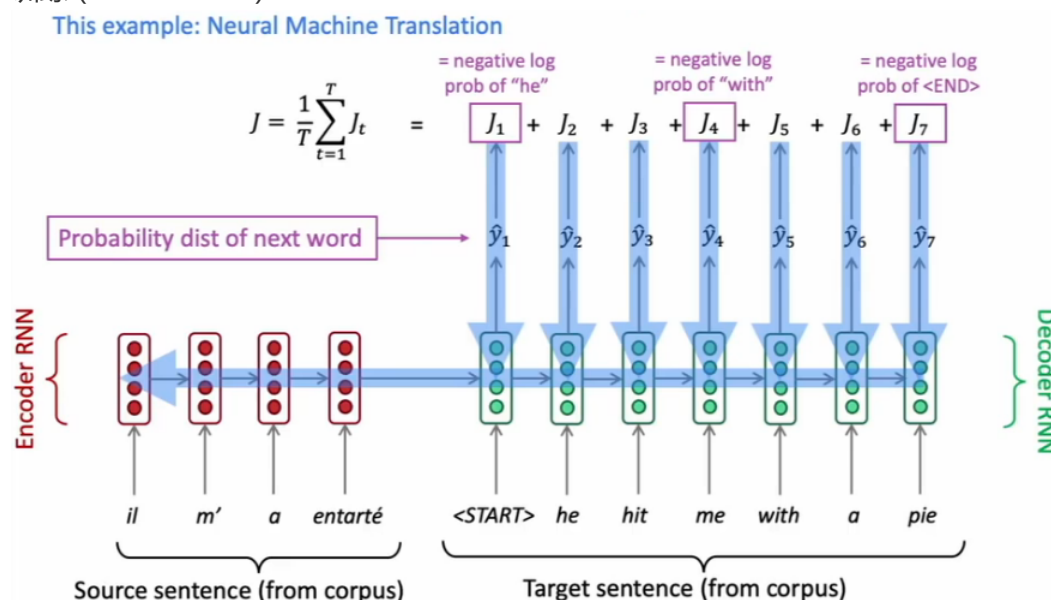 This example: Neural Machine Translation
= negative log
prob of “he”
= negative log
prob of “with”
= negative log
prob of <END>
J = 1/T ∑ᵀₜ₌₁ Jₜ = J₁ + J₂ + J₃ + J₄ + J₅ + J₆ + J₇
Probability dist of next word
ŷ₁ ŷ₂ ŷ₃ ŷ₄ ŷ₅ ŷ₆ ŷ₇
Encoder RNN
Decoder RNN
il m’ a entarté <START> he hit me with a pie
Source sentence (from corpus)
Target sentence (from corpus)